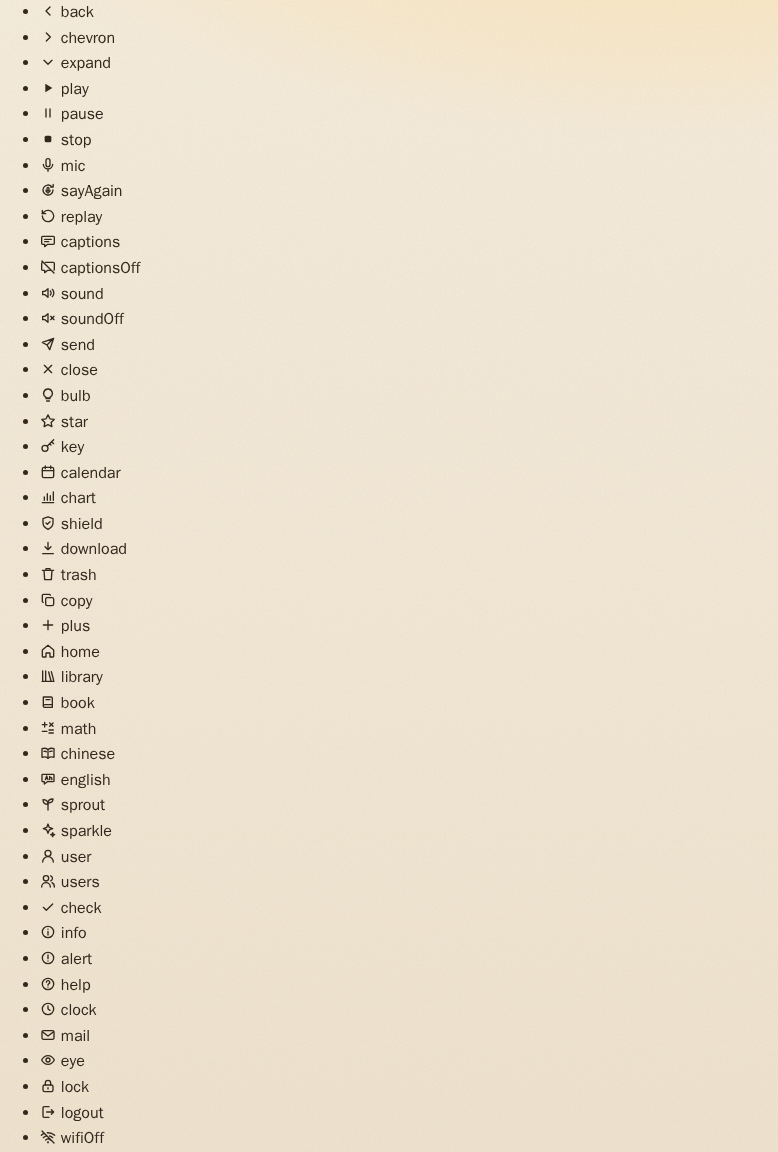 back
chevron
expand
play
pause
stop
mic
sayAgain
replay
captions
captionsOff
sound
soundOff
send
close
bulb
star
key
calendar
chart
shield
download
trash
copy
plus
home
library
book
math
chinese
english
sprout
sparkle
user
users
check
info
alert
help
clock
mail
eye
lock
logout
wifiOff